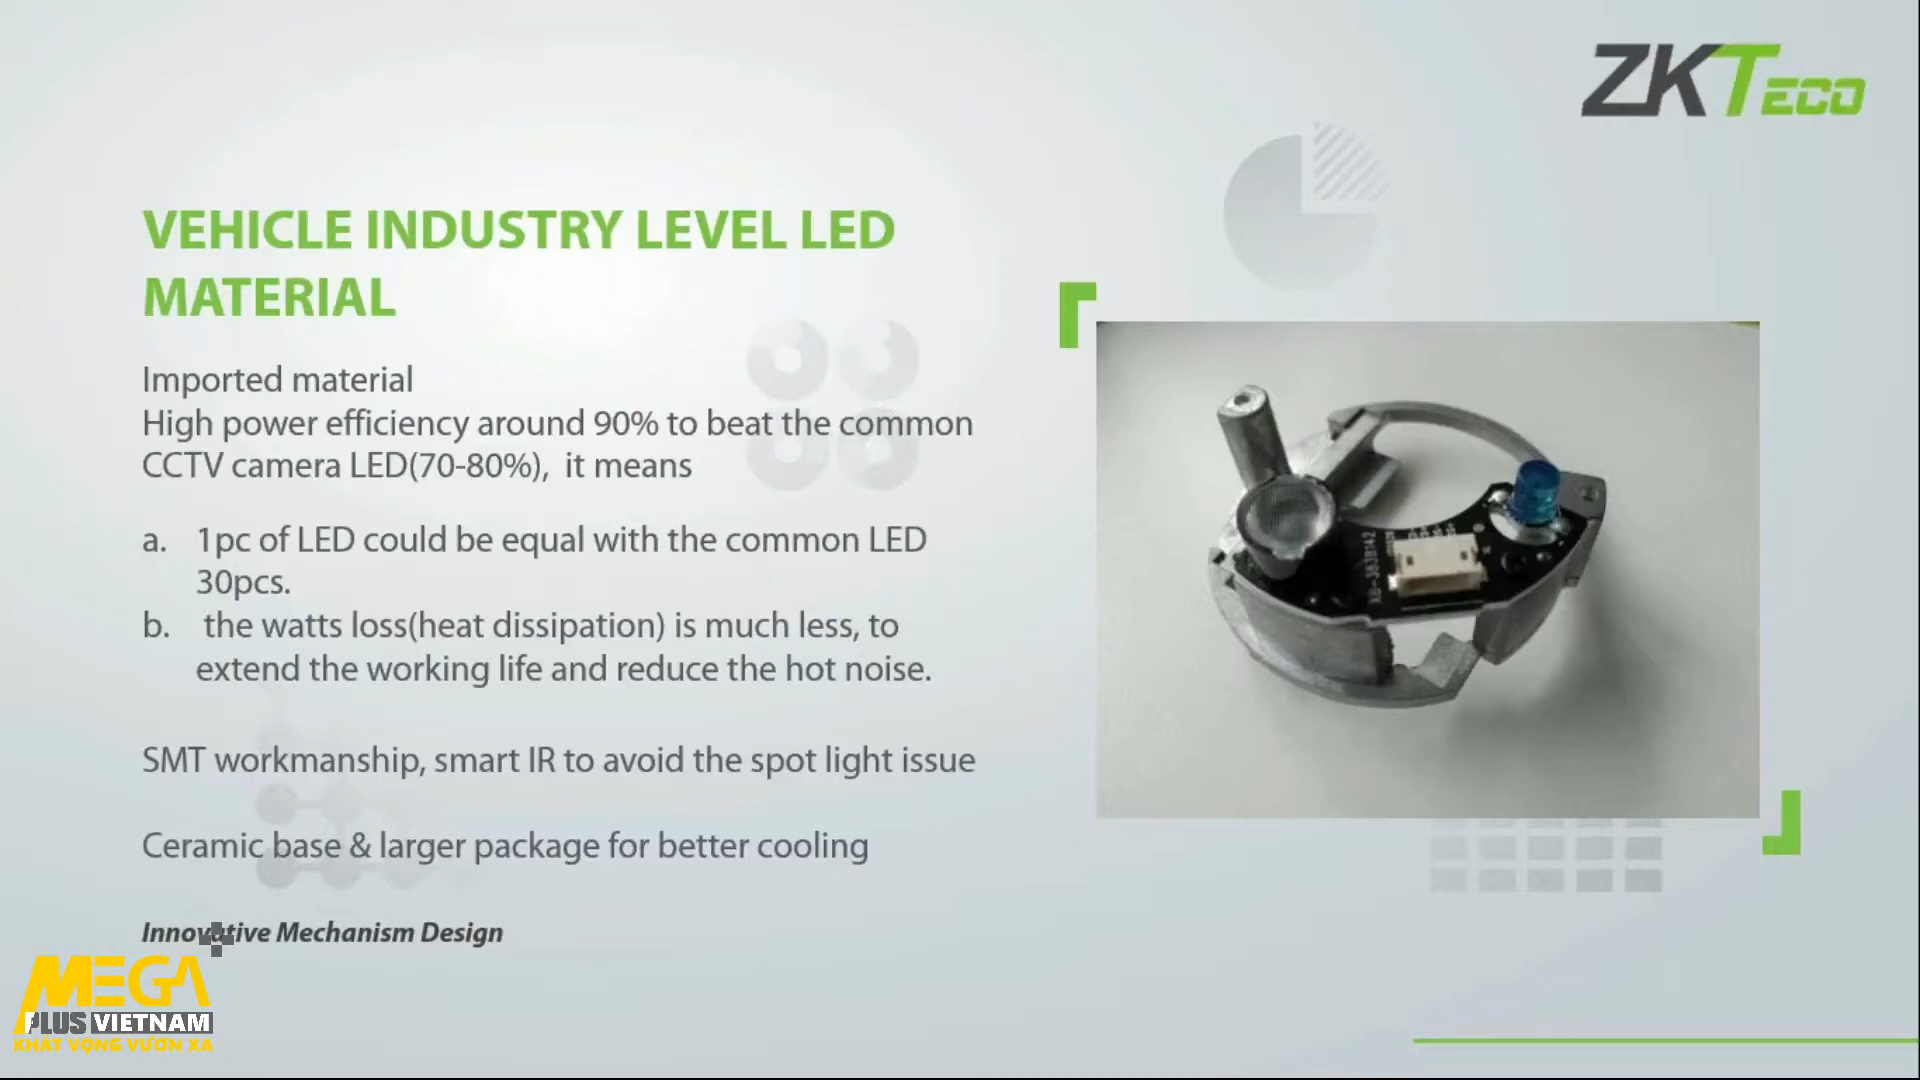 ZKTeco
VEHICLE INDUSTRY LEVEL LED
MATERIAL
Imported material
High power efficiency around 90% to beat the common
CCTV camera LED(70-80%), it means
a. 1pc of LED could be equal with the common LED
30pcs.
b. the watts loss(heat dissipation) is much less, to
extend the working life and reduce the hot noise.
SMT workmanship, smart IR to avoid the spot light issue
Ceramic base & larger package for better cooling
Innovative Mechanism Design
MEGA
PLUS VIETNAM
KHÁT VỌNG VƯƠN XA